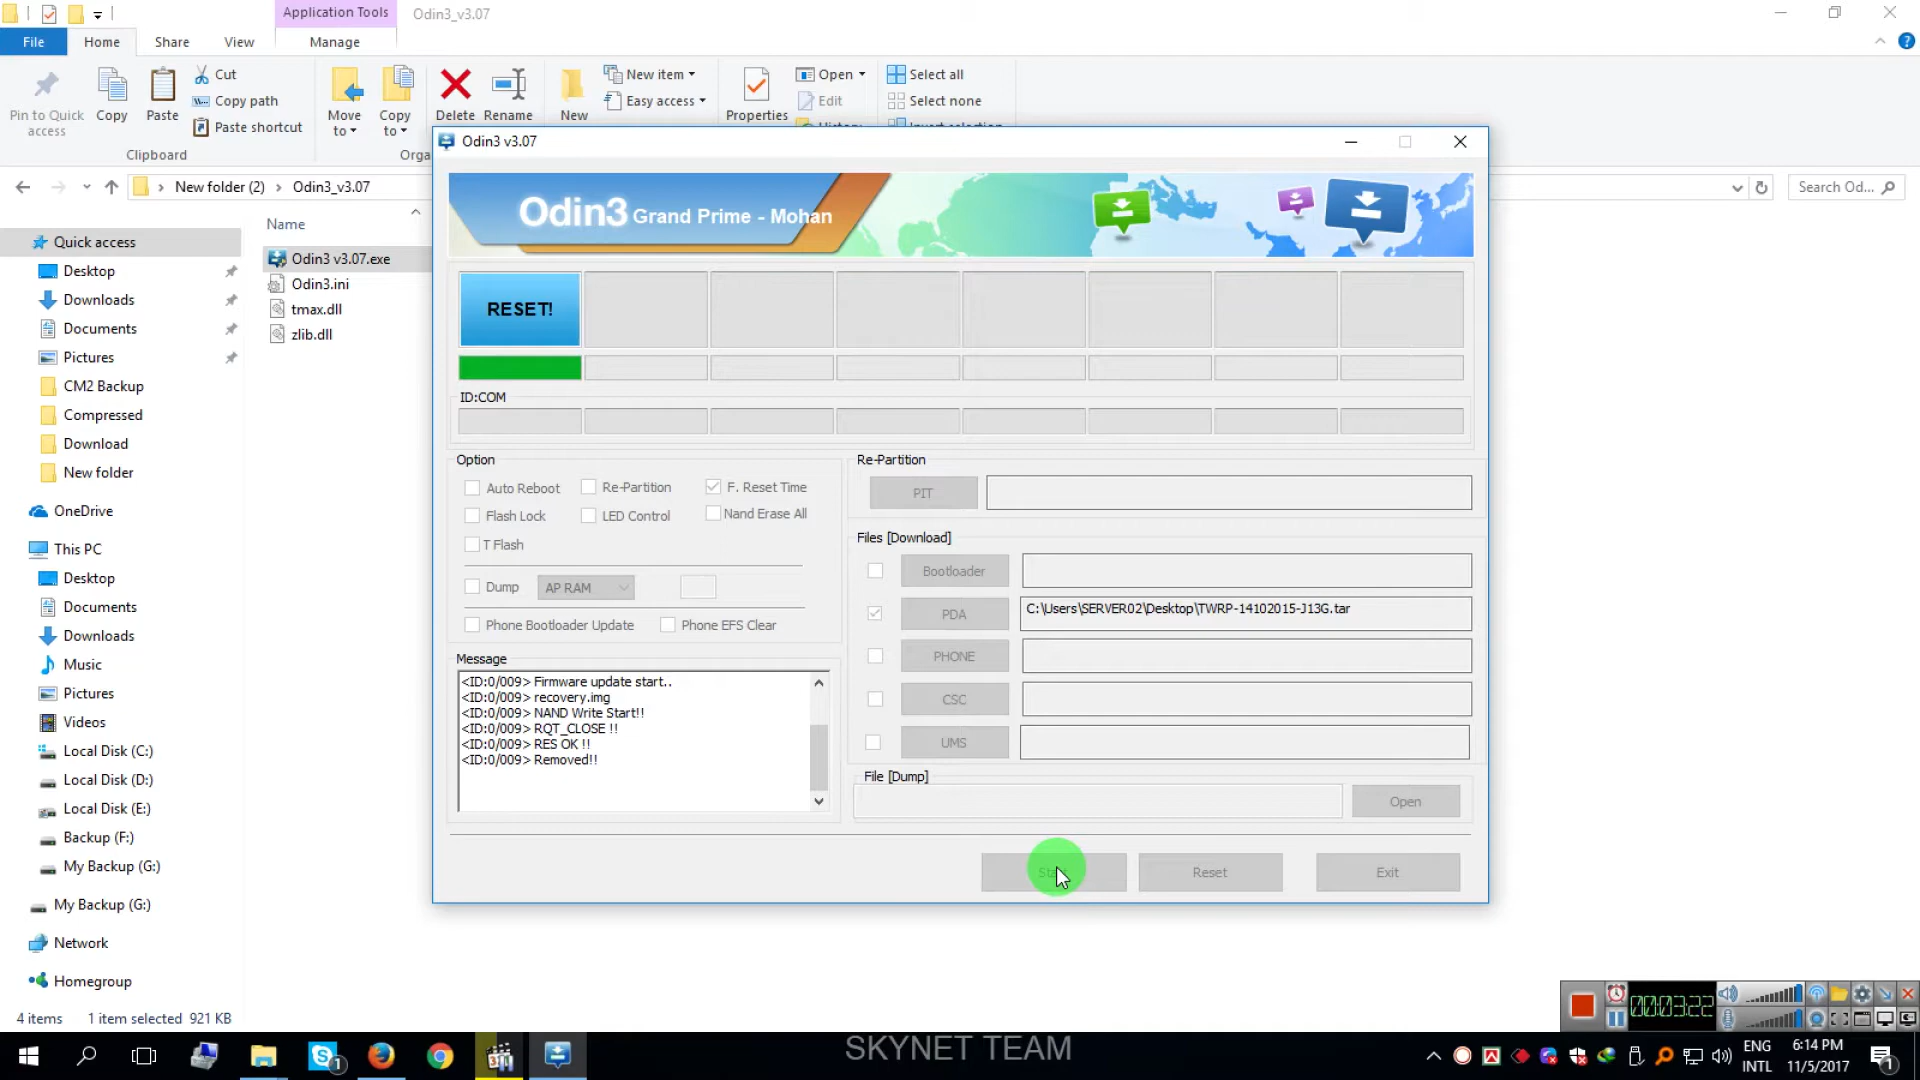 Application Tools
Odin3_v3.07
File
Home
Share
View
Manage
Pin to Quick access
Copy
Paste
Cut
Copy path
Paste shortcut
Clipboard
Move to
Copy to
Delete
Rename
New
New item
Easy access
Properties
Open
Edit
Select all
Select none
Orga
New folder (2)
Odin3_v3.07
Search Od...
Quick access
Desktop
Downloads
Documents
Pictures
CM2 Backup
Compressed
Download
New folder
OneDrive
This PC
Desktop
Documents
Downloads
Music
Pictures
Videos
Local Disk (C:)
Local Disk (D:)
Local Disk (E:)
Backup (F:)
My Backup (G:)
My Backup (G:)
Network
Homegroup
4 items
1 item selected 921 KB
Name
Odin3 v3.07.exe
Odin3.ini
tmax.dll
zlib.dll
Odin3 v3.07
Odin3 Grand Prime - Mohan
RESET!
ID:COM
Option
Auto Reboot
Re-Partition
F. Reset Time
Flash Lock
LED Control
Nand Erase All
T Flash
Dump
AP RAM
Phone Bootloader Update
Phone EFS Clear
Message
<ID:0/009> Firmware update start..
<ID:0/009> recovery.img
<ID:0/009> NAND Write Start!!
<ID:0/009> RQT_CLOSE !!
<ID:0/009> RES OK !!
<ID:0/009> Removed!!
Re-Partition
PIT
Files [Download]
Bootloader
PDA
C:\Users\SERVER02\Desktop\TWRP-14102015-J13G.tar
PHONE
CSC
UMS
File [Dump]
Open
Reset
Exit
00:03:22
SKYNET TEAM
ENG
INTL
6:14 PM
11/5/2017
1
1